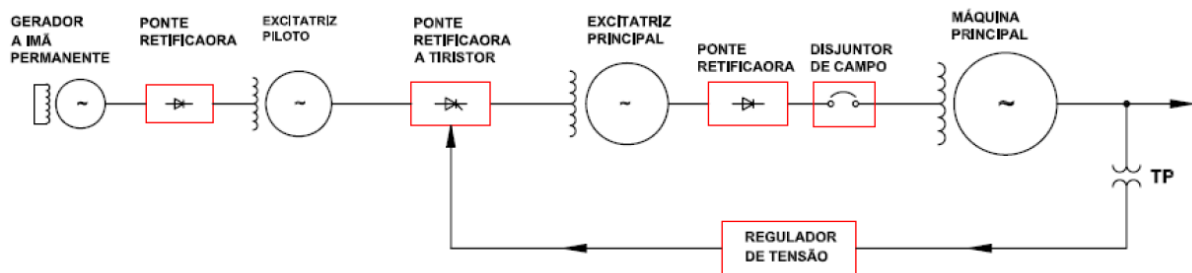 GERADOR
A IMÃ
PERMANENTE
PONTE
RETIFICAORA
EXCITATRIZ
PILOTO
PONTE
RETIFICAORA
A TIRISTOR
EXCITATRIZ
PRINCIPAL
PONTE
RETIFICAORA
DISJUNTOR
DE CAMPO
MÁQUINA
PRINCIPAL
~
~
~
~
TP
REGULADOR
DE TENSÃO